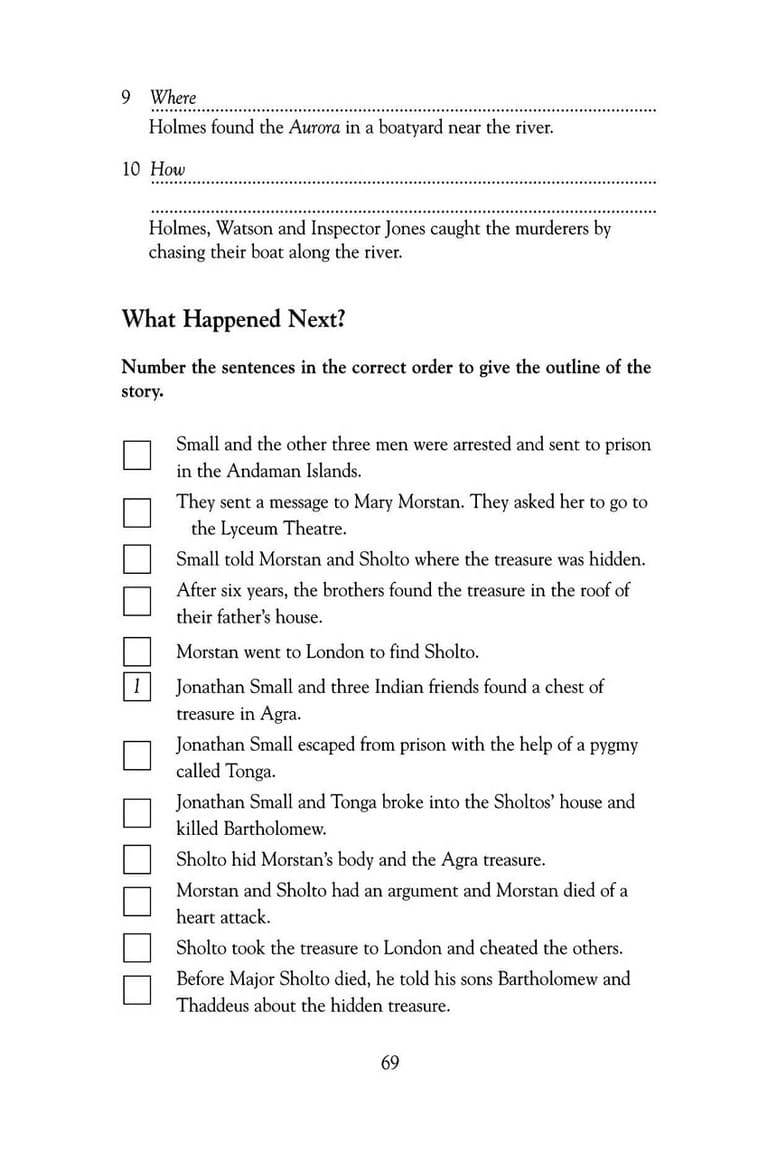 9 Where
Holmes found the Aurora in a boatyard near the river.
10 How
Holmes, Watson and Inspector Jones caught the murderers by
chasing their boat along the river.
What Happened Next?
Number the sentences in the correct order to give the outline of the
story.
Small and the other three men were arrested and sent to prison
in the Andaman Islands.
They sent a message to Mary Morstan. They asked her to go to
the Lyceum Theatre.
Small told Morstan and Sholto where the treasure was hidden.
After six years, the brothers found the treasure in the roof of
their father's house.
Morstan went to London to find Sholto.
1 Jonathan Small and three Indian friends found a chest of
treasure in Agra.
Jonathan Small escaped from prison with the help of a pygmy
called Tonga.
Jonathan Small and Tonga broke into the Sholtos' house and
killed Bartholomew.
Sholto hid Morstan's body and the Agra treasure.
Morstan and Sholto had an argument and Morstan died of a
heart attack.
Sholto took the treasure to London and cheated the others.
Before Major Sholto died, he told his sons Bartholomew and
Thaddeus about the hidden treasure.
69